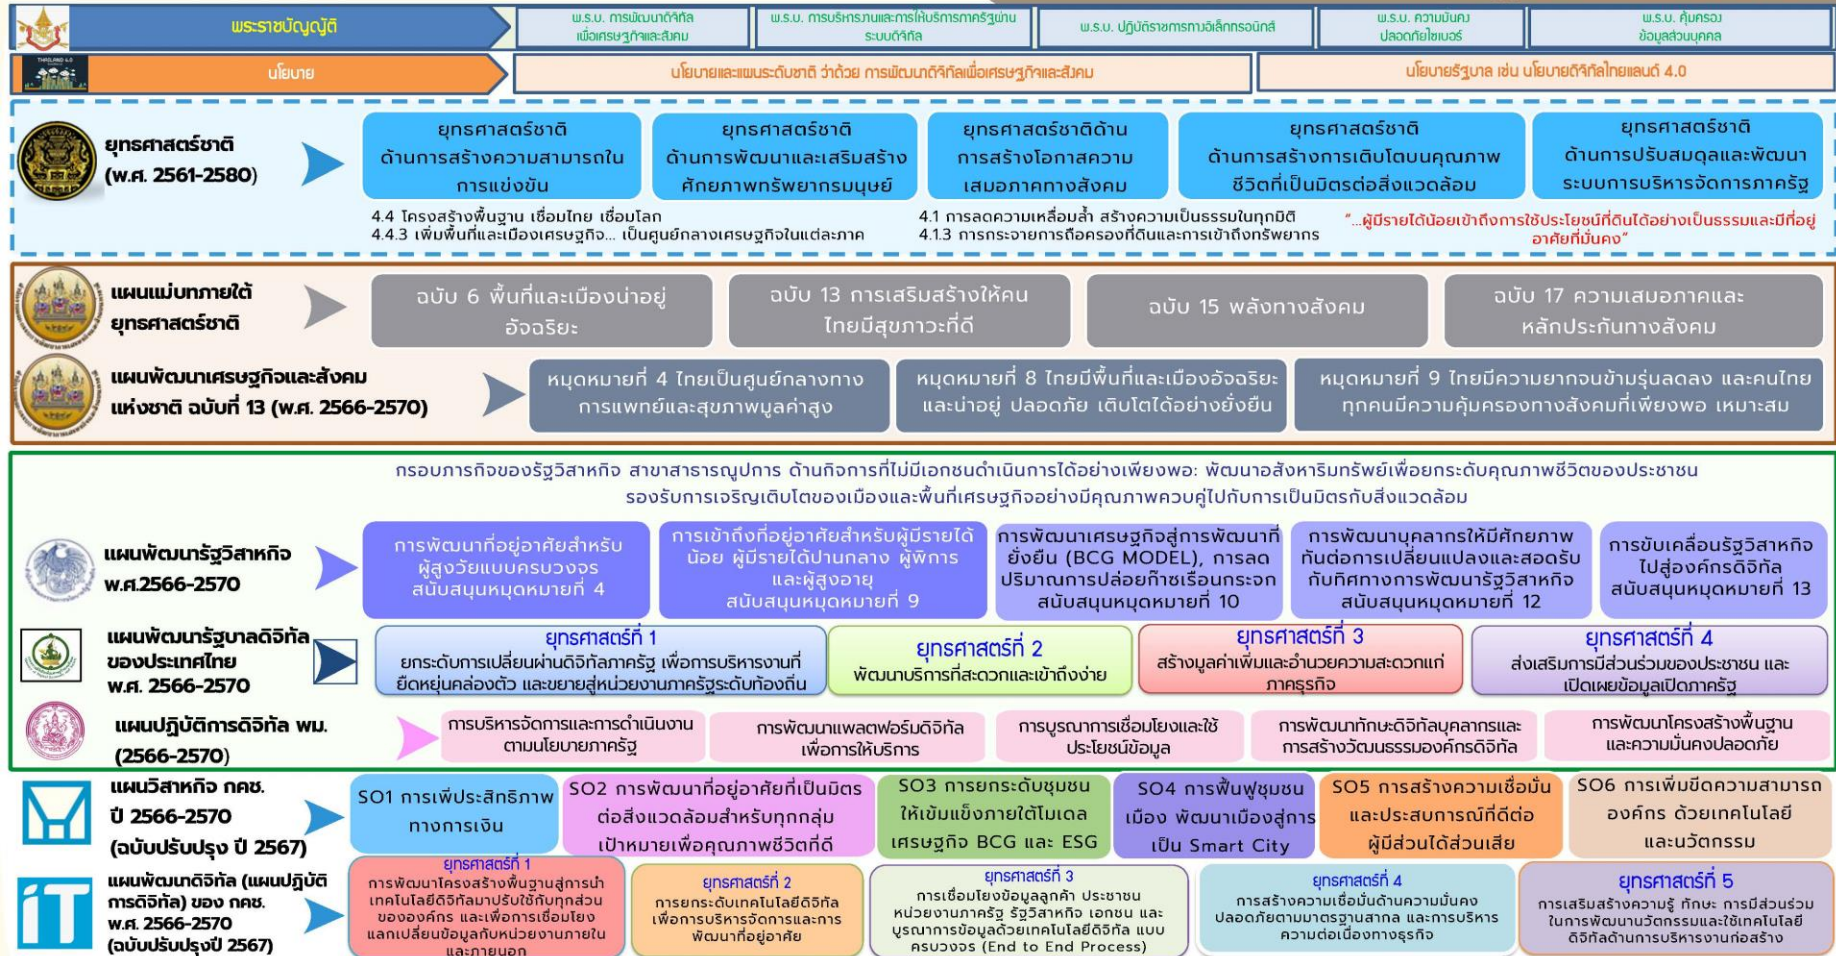 พระราชบัญญัติ
พ.ร.บ. การพัฒนาดิจิทัล
เพื่อเศรษฐกิจและสังคม
พ.ร.บ. การบริหารงานและการให้บริการภาครัฐผ่าน
ระบบดิจิทัล
พ.ร.บ. ปฏิบัติราชการทางอิเล็กทรอนิกส์
พ.ร.บ. ความมั่นคง
ปลอดภัยไซเบอร์
พ.ร.บ. คุ้มครอง
ข้อมูลส่วนบุคคล
THAILAND 4.0
นโยบาย
นโยบายและแผนระดับชาติ ว่าด้วย การพัฒนาดิจิทัลเพื่อเศรษฐกิจและสังคม
นโยบายรัฐบาล เช่น นโยบายดิจิทัลไทยแลนด์ 4.0
ยุทธศาสตร์ชาติ
(พ.ศ. 2561-2580)
ยุทธศาสตร์ชาติ
ด้านการสร้างความสามารถใน
การแข่งขัน
ยุทธศาสตร์ชาติ
ด้านการพัฒนาและเสริมสร้าง
ศักยภาพทรัพยากรมนุษย์
ยุทธศาสตร์ชาติด้าน
การสร้างโอกาสความ
เสมอภาคทางสังคม
ยุทธศาสตร์ชาติ
ด้านการสร้างการเติบโตบนคุณภาพ
ชีวิตที่เป็นมิตรต่อสิ่งแวดล้อม
ยุทธศาสตร์ชาติ
ด้านการปรับสมดุลและพัฒนา
ระบบการบริหารจัดการภาครัฐ
4.4 โครงสร้างพื้นฐาน เชื่อมไทย เชื่อมโลก
4.4.3 เพิ่มพื้นที่และเมืองเศรษฐกิจ... เป็นศูนย์กลางเศรษฐกิจในแต่ละภาค
4.1 การลดความเหลื่อมล้ำ สร้างความเป็นธรรมในทุกมิติ
4.1.3 การกระจายการถือครองที่ดินและการเข้าถึงทรัพยากร
"...ผู้มีรายได้น้อยเข้าถึงการใช้ประโยชน์ที่ดินได้อย่างเป็นธรรมและมีที่อยู่
อาศัยที่มั่นคง"
แผนแม่บทภายใต้
ยุทธศาสตร์ชาติ
ฉบับ 6 พื้นที่และเมืองน่าอยู่
อัจฉริยะ
ฉบับ 13 การเสริมสร้างให้คน
ไทยมีสุขภาวะที่ดี
ฉบับ 15 พลังทางสังคม
ฉบับ 17 ความเสมอภาคและ
หลักประกันทางสังคม
แผนพัฒนาเศรษฐกิจและสังคม
แห่งชาติ ฉบับที่ 13 (พ.ศ. 2566-2570)
หมุดหมายที่ 4 ไทยเป็นศูนย์กลางทาง
การแพทย์และสุขภาพมูลค่าสูง
หมุดหมายที่ 8 ไทยมีพื้นที่และเมืองอัจฉริยะ
และน่าอยู่ ปลอดภัย เติบโตได้อย่างยั่งยืน
หมุดหมายที่ 9 ไทยมีความยากจนข้ามรุ่นลดลง และคนไทย
ทุกคนมีความคุ้มครองทางสังคมที่เพียงพอ เหมาะสม
กรอบภารกิจของรัฐวิสาหกิจ สาขาสาธารณูปการ ด้านกิจการที่ไม่มีเอกชนดำเนินการได้อย่างเพียงพอ: พัฒนาอสังหาริมทรัพย์เพื่อยกระดับคุณภาพชีวิตของประชาชน
รองรับการเจริญเติบโตของเมืองและพื้นที่เศรษฐกิจอย่างมีคุณภาพควบคู่ไปกับการเป็นมิตรกับสิ่งแวดล้อม
แผนพัฒนารัฐวิสาหกิจ
พ.ศ.2566-2570
การพัฒนาที่อยู่อาศัยสำหรับ
ผู้สูงวัยแบบครบวงจร
สนับสนุนหมุดหมายที่ 4
การเข้าถึงที่อยู่อาศัยสำหรับผู้มีรายได้
น้อย ผู้มีรายได้ปานกลาง ผู้พิการ
และผู้สูงอายุ
สนับสนุนหมุดหมายที่ 9
การพัฒนาเศรษฐกิจสู่การพัฒนาที่
ยั่งยืน (BCG MODEL), การลด
ปริมาณการปล่อยก๊าซเรือนกระจก
สนับสนุนหมุดหมายที่ 10
การพัฒนาบุคลากรให้มีศักยภาพ
ทันต่อการเปลี่ยนแปลงและสอดรับ
กับทิศทางการพัฒนารัฐวิสาหกิจ
สนับสนุนหมุดหมายที่ 12
การขับเคลื่อนรัฐวิสาหกิจ
ไปสู่องค์กรดิจิทัล
สนับสนุนหมุดหมายที่ 13
แผนพัฒนารัฐบาลดิจิทัล
ของประเทศไทย
พ.ศ. 2566-2570
ยุทธศาสตร์ที่ 1
ยกระดับการเปลี่ยนผ่านดิจิทัลภาครัฐ เพื่อการบริหารงานที่
ยืดหยุ่นคล่องตัว และขยายสู่หน่วยงานภาครัฐระดับท้องถิ่น
ยุทธศาสตร์ที่ 2
พัฒนาบริการที่สะดวกและเข้าถึงง่าย
ยุทธศาสตร์ที่ 3
สร้างมูลค่าเพิ่มและอำนวยความสะดวกแก่
ภาคธุรกิจ
ยุทธศาสตร์ที่ 4
ส่งเสริมการมีส่วนร่วมของประชาชน และ
เปิดเผยข้อมูลเปิดภาครัฐ
แผนปฏิบัติการดิจิทัล พม.
(2566-2570)
การบริหารจัดการและการดำเนินงาน
ตามนโยบายภาครัฐ
การพัฒนาแพลตฟอร์มดิจิทัล
เพื่อการให้บริการ
การบูรณาการเชื่อมโยงและใช้
ประโยชน์ข้อมูล
การพัฒนาทักษะดิจิทัลบุคลากรและ
การสร้างวัฒนธรรมองค์กรดิจิทัล
การพัฒนาโครงสร้างพื้นฐาน
และความมั่นคงปลอดภัย
แผนวิสาหกิจ กคช.
ปี 2566-2570
(ฉบับปรับปรุง ปี 2567)
SO1 การเพิ่ประสิทธิภาพ
ทางการเงิน
SO2 การพัฒนาที่อยู่อาศัยที่เป็นมิตร
ต่อสิ่งแวดล้อมสำหรับทุกกลุ่ม
เป้าหมายเพื่อคุณภาพชีวิตที่ดี
SO3 การยกระดับชุมชน
ให้เข้มแข็งภายใต้โมเดล
เศรษฐกิจ BCG และ ESG
SO4 การฟื้นฟูชุมชน
เมือง พัฒนาเมืองสู่การ
เป็น Smart City
SO5 การสร้างความเชื่อมั่น
และประสบการณ์ที่ดีต่อ
ผู้มีส่วนได้ส่วนเสีย
SO6 การเพิ่มขีดความสามารถ
องค์กร ด้วยเทคโนโลยี
และนวัตกรรม
iT
แผนพัฒนาดิจิทัล (แผนปฏิบัติ
การดิจิทัล) ของ กคช.
พ.ศ. 2566-2570
(ฉบับปรับปรุงปี 2567)
ยุทธศาสตร์ที่ 1
การพัฒนาโครงสร้างพื้นฐานสู่การนำ
เทคโนโลยีดิจิทัลมาปรับใช้กับทุกส่วน
ขององค์กร และเพื่อการเชื่อมโยง
แลกเปลี่ยนข้อมูลกับหน่วยงานภายใน
และภายนอก
ยุทธศาสตร์ที่ 2
การยกระดับเทคโนโลยีดิจิทัล
เพื่อการบริหารจัดการและการ
พัฒนาที่อยู่อาศัย
ยุทธศาสตร์ที่ 3
การเชื่อมโยงข้อมูลลูกค้า ประชาชน
หน่วยงานภาครัฐ รัฐวิสาหกิจ เอกชน และ
บูรณาการข้อมูลด้วยเทคโนโลยีดิจิทัล แบบ
ครบวงจร (End to End Process)
ยุทธศาสตร์ที่ 4
การสร้างความเชื่อมั่นด้านความมั่นคง
ปลอดภัยตามมาตรฐานสากล และการบริหาร
ความต่อเนื่องทางธุรกิจ
ยุทธศาสตร์ที่ 5
การเสริมสร้างความรู้ ทักษะ การมีส่วนร่วม
ในการพัฒนานวัตกรรมและใช้เทคโนโลยี
ดิจิทัลด้านการบริหารงานก่อสร้าง